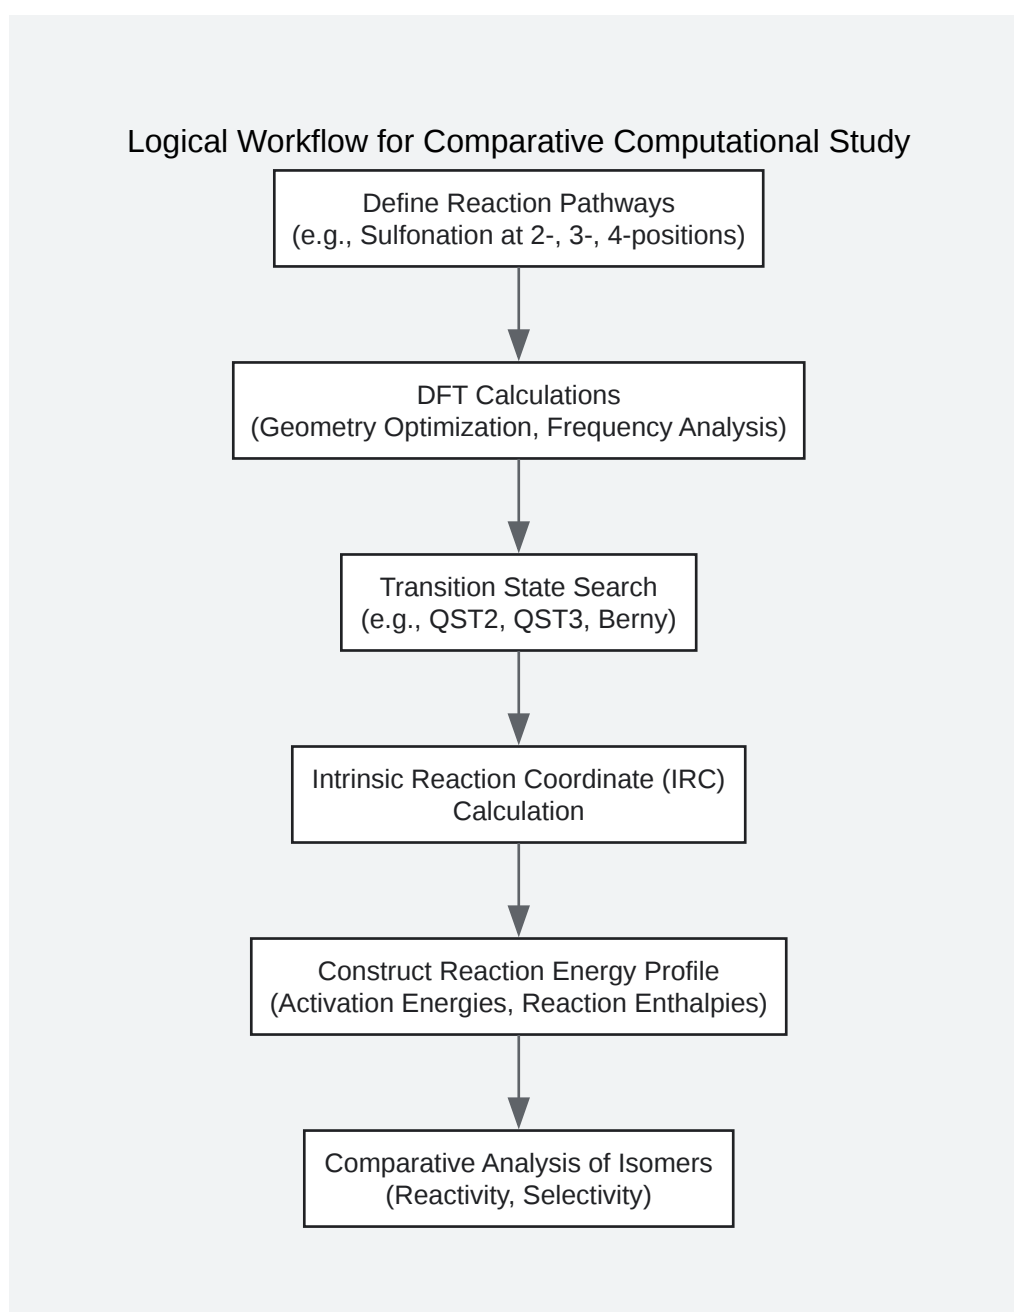 Logical Workflow for Comparative Computational Study
Define Reaction Pathways
(e.g., Sulfonation at 2-, 3-, 4-positions)
DFT Calculations
(Geometry Optimization, Frequency Analysis)
Transition State Search
(e.g., QST2, QST3, Berny)
Intrinsic Reaction Coordinate (IRC)
Calculation
Construct Reaction Energy Profile
(Activation Energies, Reaction Enthalpies)
Comparative Analysis of Isomers
(Reactivity, Selectivity)